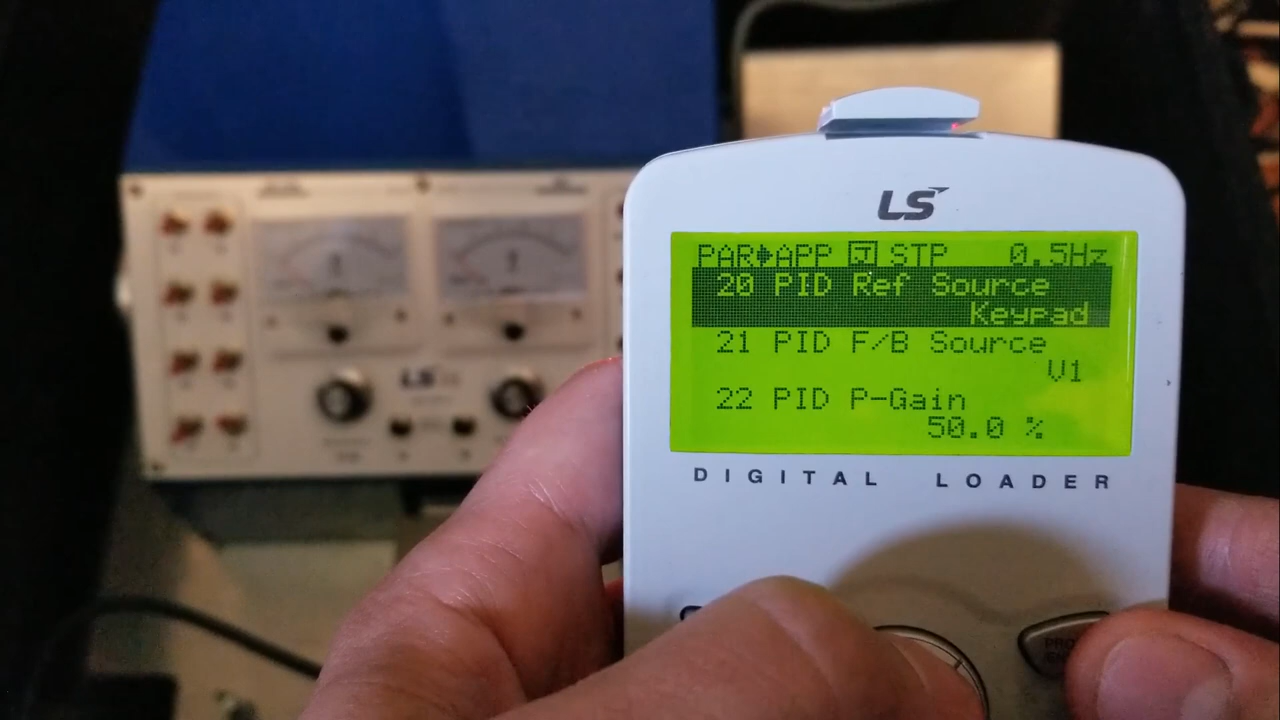 LS
PAR→APP STP 0.5Hz
20 PID Ref Source
Keypad
21 PID F/B Source
V1
22 PID P-Gain
50.0 %
DIGITAL LOADER
LS